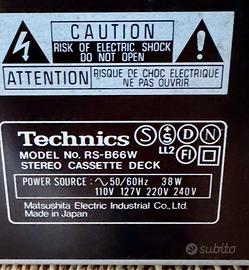 CAUTION
RISK OF ELECTRIC SHOCK
DO NOT OPEN
ATTENTION
RISQUE DE CHOC ELECTRIQUE
NE PAS OUVRIR
Technics S S D N
LL2 FI
MODEL No. RS-B66W
STEREO CASSETTE DECK
POWER SOURCE: ∿50/60Hz 38W
110V 127V 220V 240V
Matsushita Electric Industrial Co., Ltd.
Made in Japan
subito